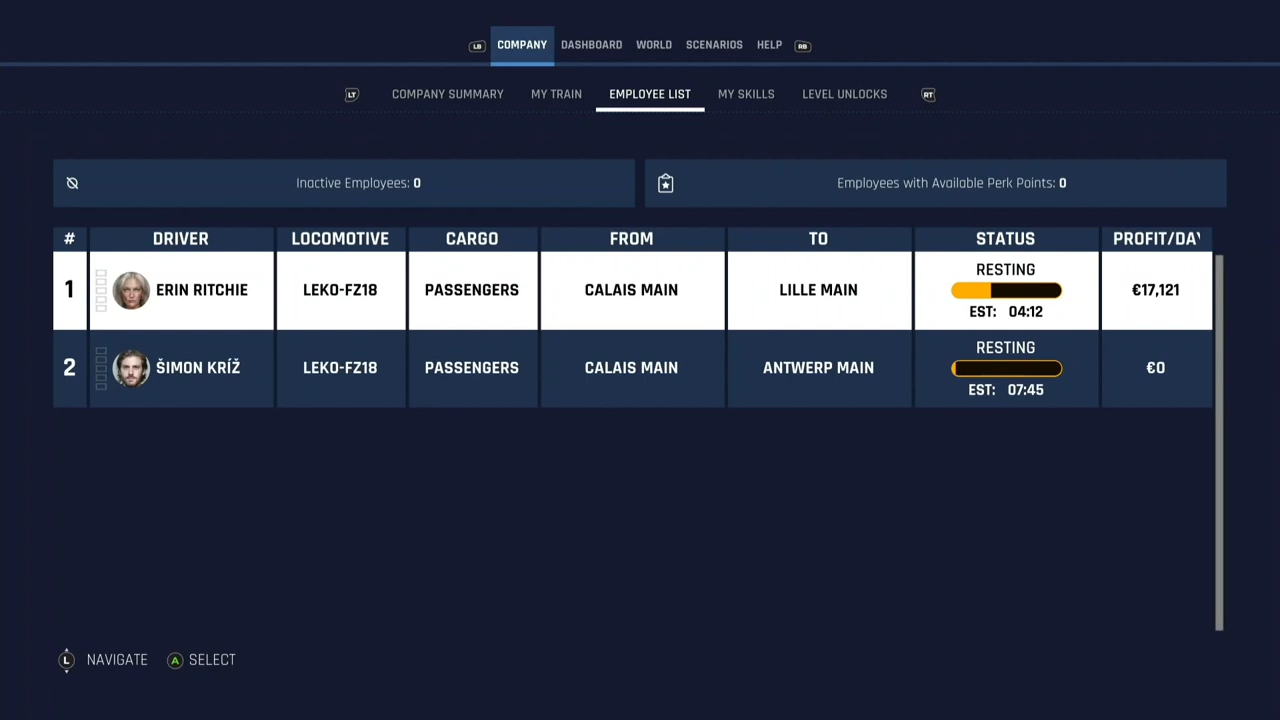 LB COMPANY DASHBOARD WORLD SCENARIOS HELP RB
LT COMPANY SUMMARY MY TRAIN EMPLOYEE LIST MY SKILLS LEVEL UNLOCKS RT
Inactive Employees: 0 Employees with Available Perk Points: 0
# DRIVER LOCOMOTIVE CARGO FROM TO STATUS PROFIT/DAY
1 ERIN RITCHIE LEKO-FZ18 PASSENGERS CALAIS MAIN LILLE MAIN RESTING €17,121
EST: 04:12
2 ŠIMON KRÍŽ LEKO-FZ18 PASSENGERS CALAIS MAIN ANTWERP MAIN RESTING €0
EST: 07:45
L NAVIGATE A SELECT